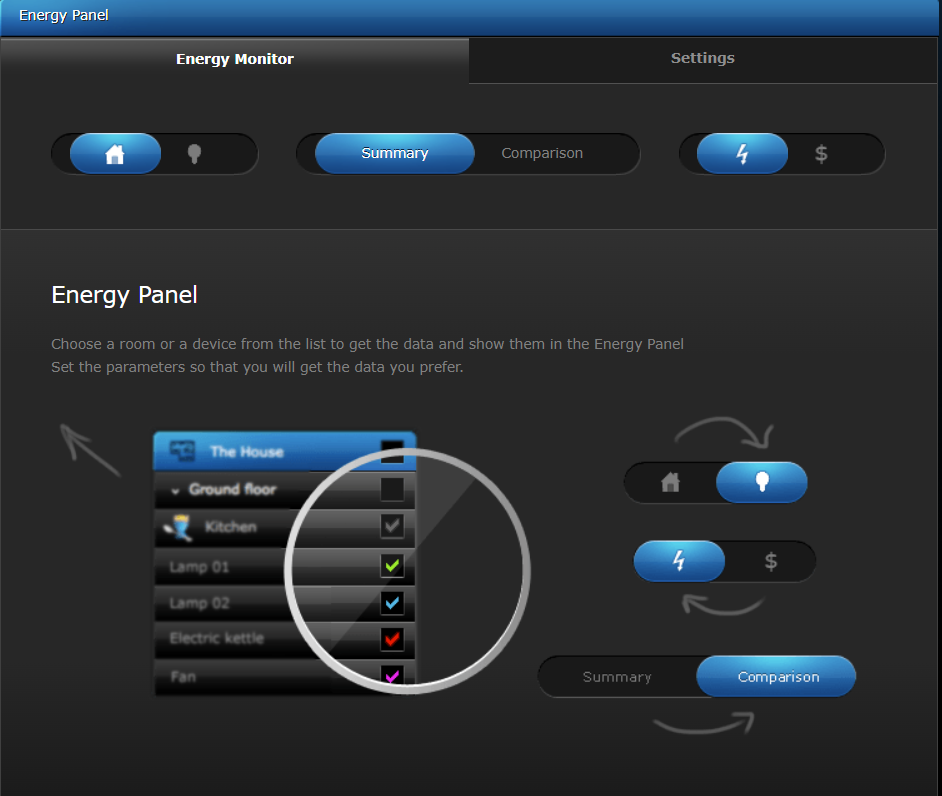 Energy Panel
Energy Monitor
Settings
Summary
Comparison
$
Energy Panel
Choose a room or a device from the list to get the data and show them in the Energy Panel
Set the parameters so that you will get the data you prefer.
The House
Ground floor
Kitchen
Lamp 01
Lamp 02
Electric kettle
Fan
$
Summary
Comparison